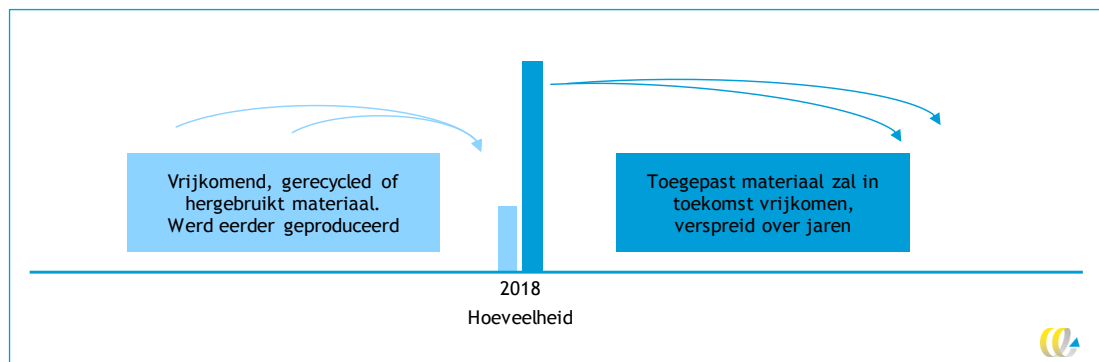 Vrijkomend, gerecycled of
hergebruikt materiaal.
Werd eerder geproduceerd
Toegepast materiaal zal in
toekomst vrijkomen,
verspreid over jaren
2018
Hoeveelheid